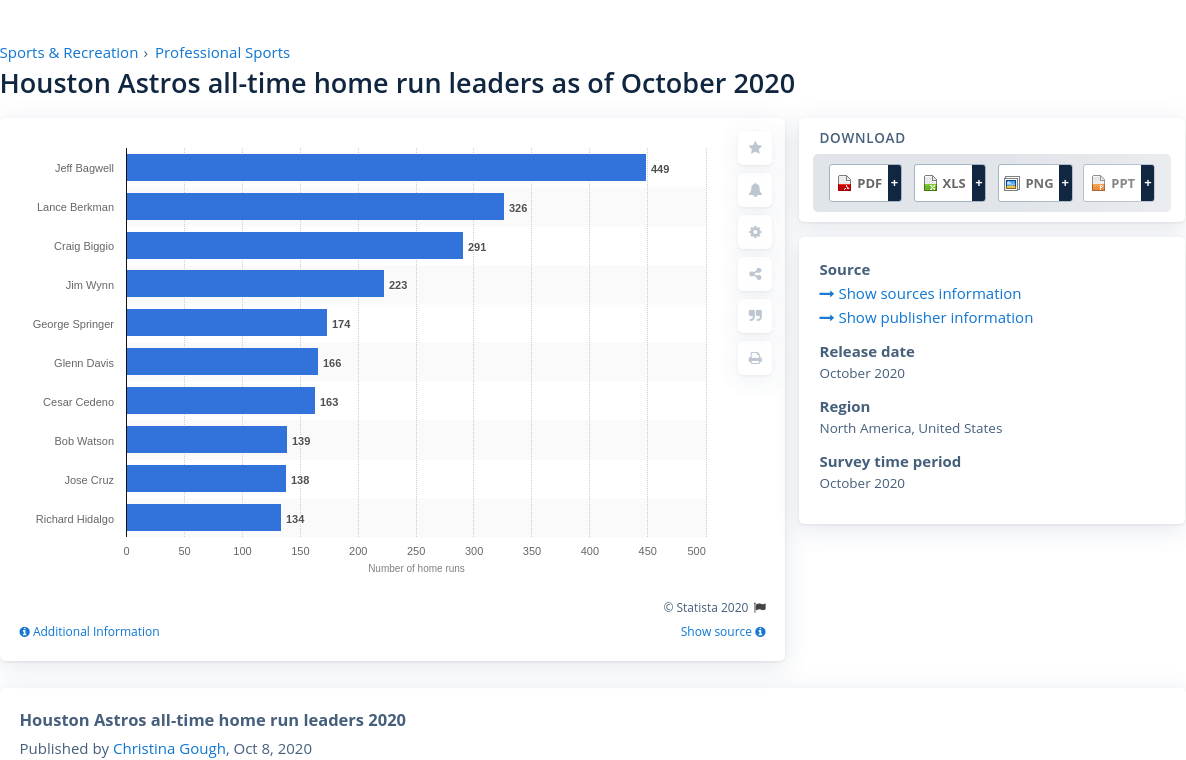 Sports & Recreation › Professional Sports
Houston Astros all-time home run leaders as of October 2020
Jeff Bagwell 449
Lance Berkman 326
Craig Biggio 291
Jim Wynn 223
George Springer 174
Glenn Davis 166
Cesar Cedeno 163
Bob Watson 139
Jose Cruz 138
Richard Hidalgo 134
0 50 100 150 200 250 300 350 400 450 500
Number of home runs
© Statista 2020
Additional Information
Show source
DOWNLOAD
PDF + XLS + PNG + PPT +
Source
Show sources information
Show publisher information
Release date
October 2020
Region
North America, United States
Survey time period
October 2020
Houston Astros all-time home run leaders 2020
Published by Christina Gough, Oct 8, 2020